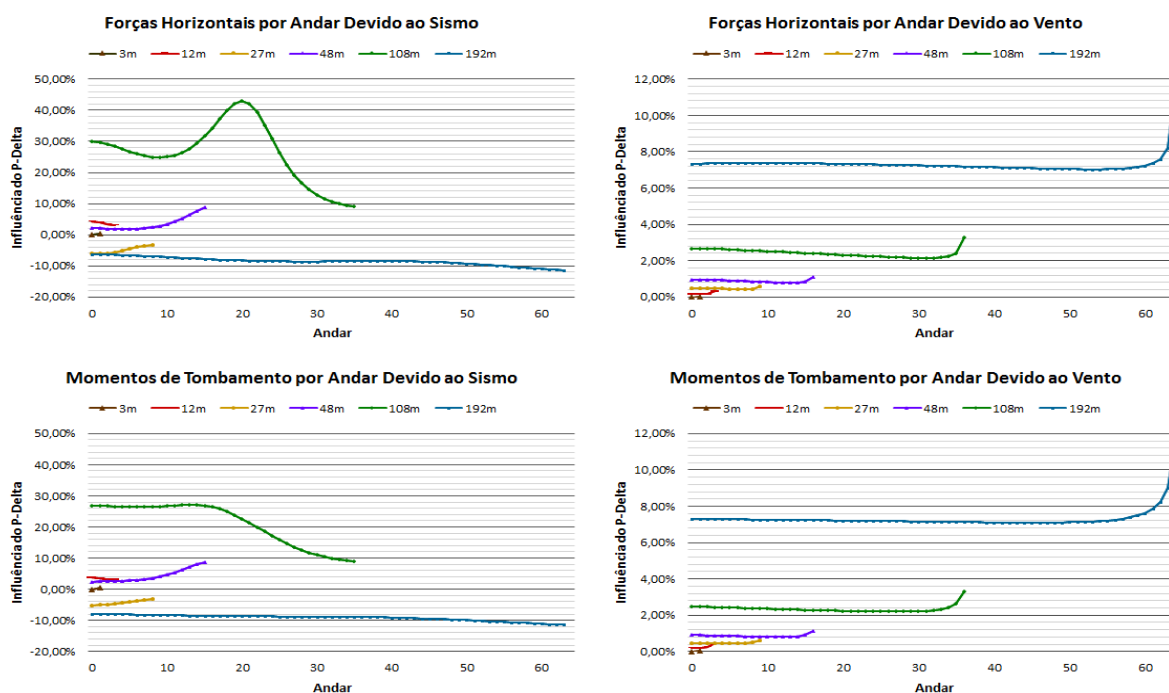 Forças Horizontais por Andar Devido ao Sismo
3m 12m 27m 48m 108m 192m
Influência do P-Delta
50,00%
40,00%
30,00%
20,00%
10,00%
0,00%
-10,00%
-20,00%
0 10 20 30 40 50 60
Andar
Forças Horizontais por Andar Devido ao Vento
3m 12m 27m 48m 108m 192m
Influência do P-Delta
12,00%
10,00%
8,00%
6,00%
4,00%
2,00%
0,00%
0 10 20 30 40 50 60
Andar
Momentos de Tombamento por Andar Devido ao Sismo
3m 12m 27m 48m 108m 192m
Influência do P-Delta
50,00%
40,00%
30,00%
20,00%
10,00%
0,00%
-10,00%
-20,00%
0 10 20 30 40 50 60
Andar
Momentos de Tombamento por Andar Devido ao Vento
3m 12m 27m 48m 108m 192m
Influência do P-Delta
12,00%
10,00%
8,00%
6,00%
4,00%
2,00%
0,00%
0 10 20 30 40 50 60
Andar